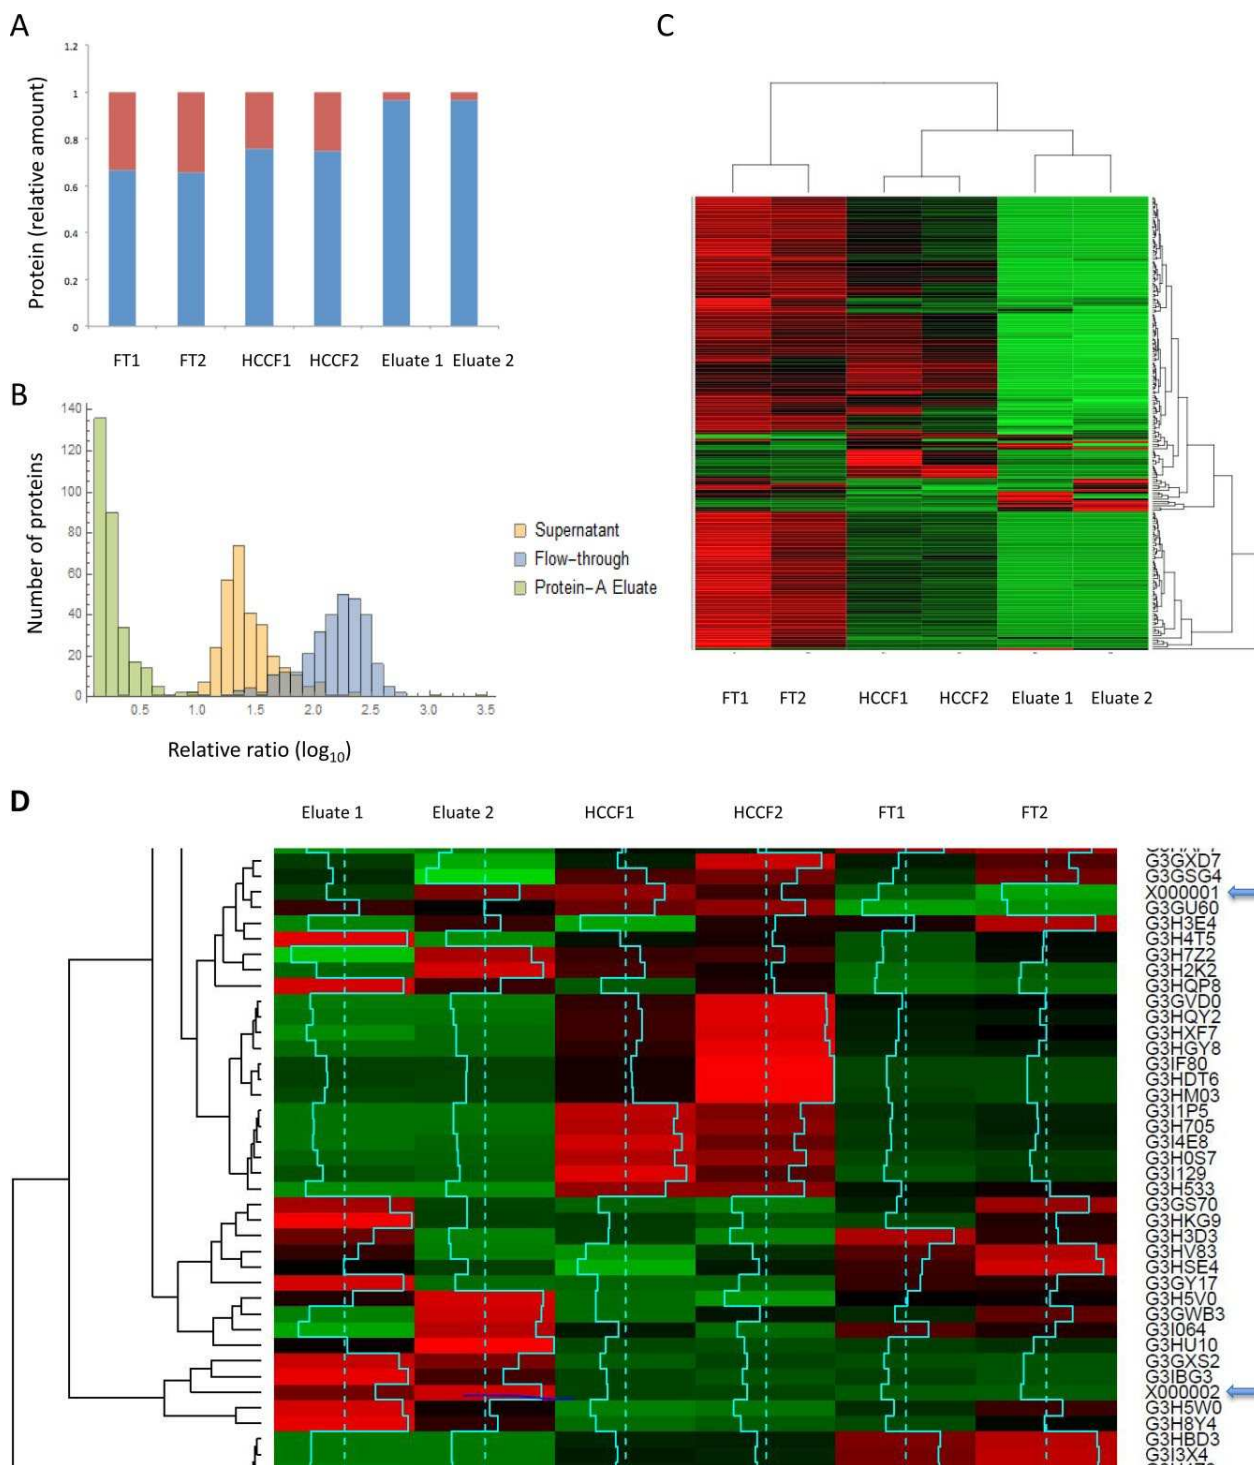 A
Protein (relative amount)
1.2
1
0.8
0.6
0.4
0.2
0
FT1 FT2 HCCF1 HCCF2 Eluate 1 Eluate 2
B
Number of proteins
140
120
100
80
60
40
20
0
0.5 1.0 1.5 2.0 2.5 3.0 3.5
Relative ratio (log10)
Supernatant
Flow-through
Protein-A Eluate
C
FT1 FT2 HCCF1 HCCF2 Eluate 1 Eluate 2
D
Eluate 1 Eluate 2 HCCF1 HCCF2 FT1 FT2
G3GXD7
G3GSG4
X000001
G3GU60
G3H3E4
G3H4T5
G3H7Z2
G3H2K2
G3HQP8
G3GVD0
G3HQY2
G3HXF7
G3HGY8
G3IF80
G3HDT6
G3HM03
G3I1P5
G3H705
G3I4E8
G3H0S7
G3I129
G3H533
G3GS70
G3HKG9
G3H3D3
G3HV83
G3HSE4
G3GY17
G3H5V0
G3GWB3
G3I064
G3HU10
G3GXS2
G3IBG3
X000002
G3H5W0
G3H8Y4
G3HBD3
G3I3X4